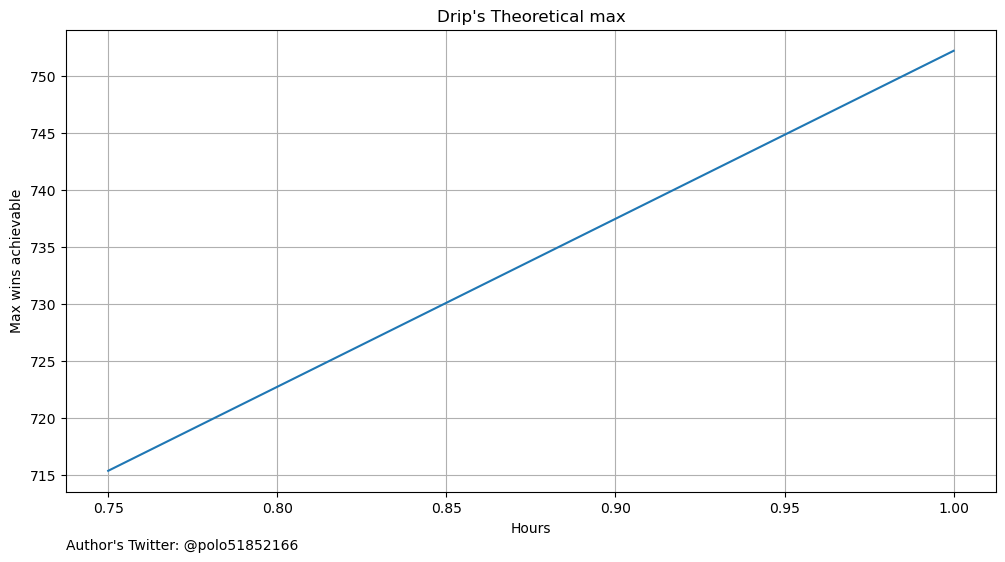 Drip's Theoretical max
Max wins achievable
750
745
740
735
730
725
720
715
0.75 0.80 0.85 0.90 0.95 1.00
Hours
Author's Twitter: @polo51852166